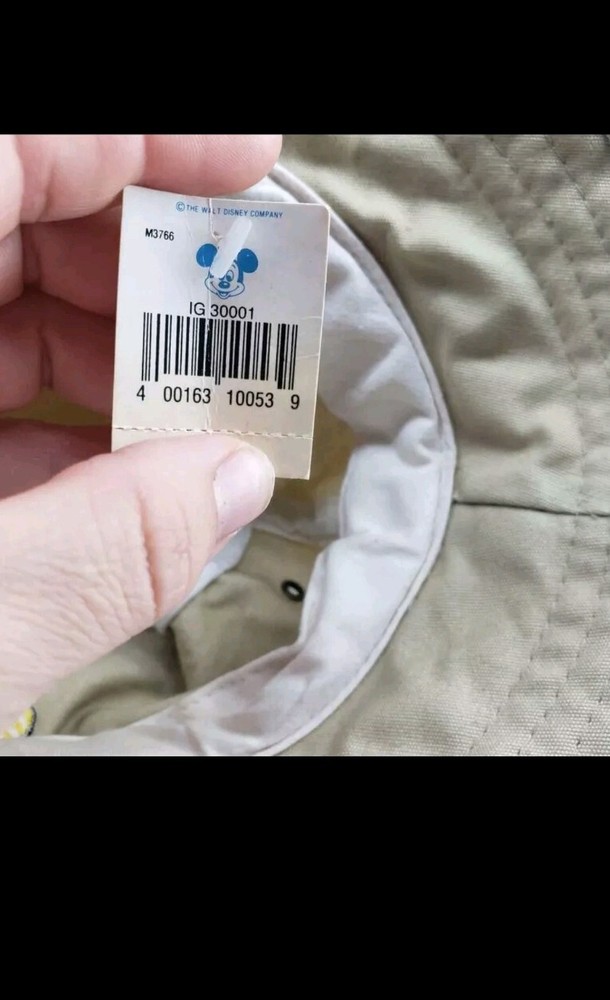 ©THE WALT DISNEY COMPANY
M3766
IG 30001
4 00163 10053 9